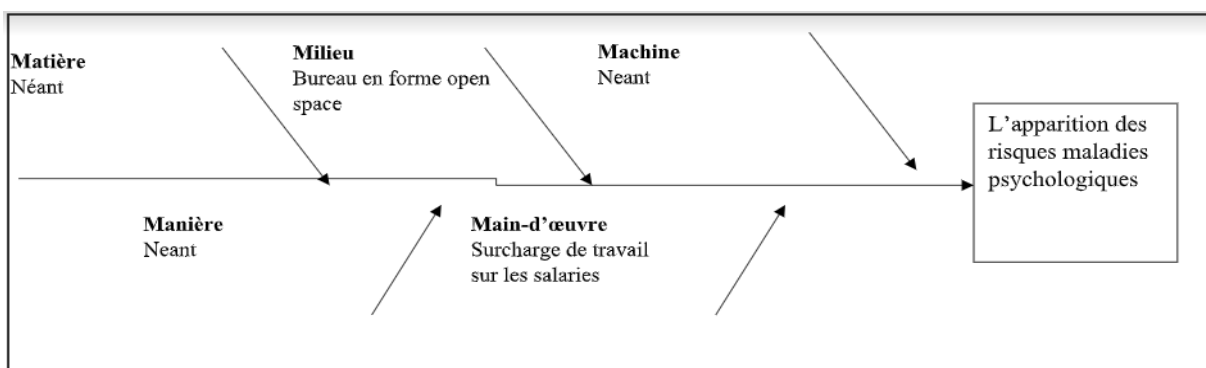 Matière
Néant
Milieu
Bureau en forme open
space
Machine
Neant
L’apparition des
risques maladies
psychologiques
Manière
Neant
Main-d’œuvre
Surcharge de travail
sur les salaries